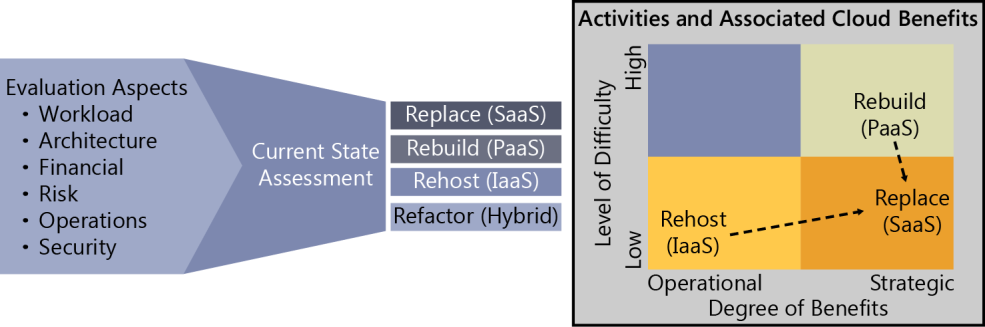 Evaluation Aspects
• Workload
• Architecture
• Financial
• Risk
• Operations
• Security
Current State
Assessment
Replace (SaaS)
Rebuild (PaaS)
Rehost (IaaS)
Refactor (Hybrid)
Activities and Associated Cloud Benefits
Level of Difficulty
High
Low
Rebuild
(PaaS)
Replace
(SaaS)
Rehost
(IaaS)
Operational
Strategic
Degree of Benefits